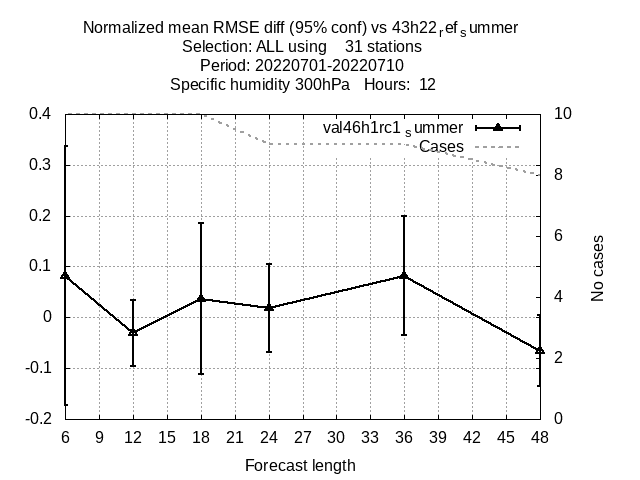 Normalized mean RMSE diff (95% conf) vs 43h22refsummer
Selection: ALL using 31 stations
Period: 20220701-20220710
Specific humidity 300hPa Hours: 12
val46h1rc1summer
Cases
0.4
0.3
0.2
0.1
0
-0.1
-0.2
10
8
6
4
2
0
No cases
6 9 12 15 18 21 24 27 30 33 36 39 42 45 48
Forecast length